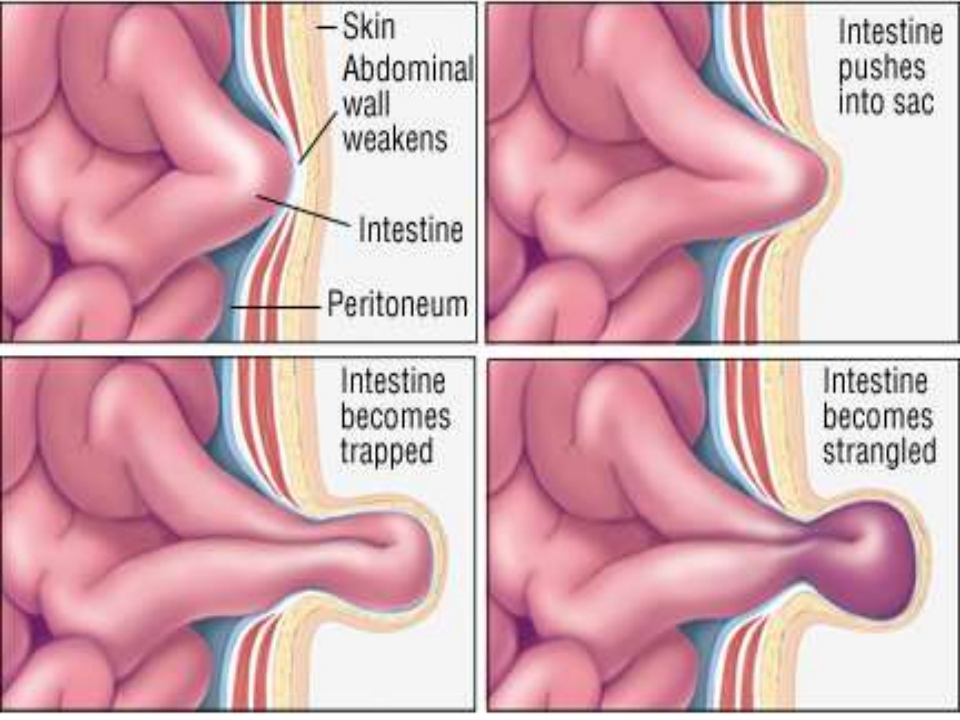 Skin
Abdominal
wall
weakens
Intestine
Peritoneum
Intestine
pushes
into sac
Intestine
becomes
trapped
Intestine
becomes
strangled